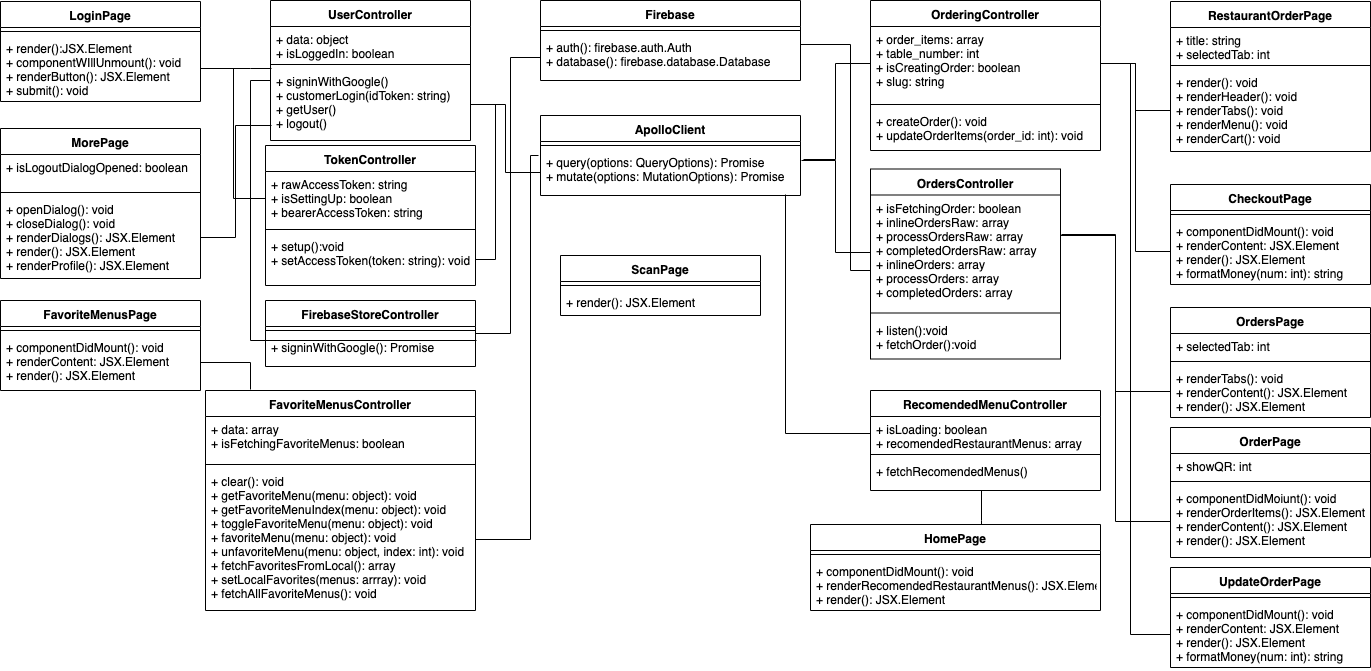 LoginPage
+ render():JSX.Element
+ componentWIllUnmount(): void
+ renderButton(): JSX.Element
+ submit(): void
MorePage
+ isLogoutDialogOpened: boolean
+ openDialog(): void
+ closeDialog(): void
+ renderDialogs(): JSX.Element
+ render(): JSX.Element
+ renderProfile(): JSX.Element
FavoriteMenusPage
+ componentDidMount(): void
+ renderContent: JSX.Element
+ render(): JSX.Element
UserController
+ data: object
+ isLoggedIn: boolean
+ signinWithGoogle()
+ customerLogin(idToken: string)
+ getUser()
+ logout()
TokenController
+ rawAccessToken: string
+ isSettingUp: boolean
+ bearerAccessToken: string
+ setup():void
+ setAccessToken(token: string): void
FirebaseStoreController
+ signinWithGoogle(): Promise
FavoriteMenusController
+ data: array
+ isFetchingFavoriteMenus: boolean
+ clear(): void
+ getFavoriteMenu(menu: object): void
+ getFavoriteMenuIndex(menu: object): void
+ toggleFavoriteMenu(menu: object): void
+ favoriteMenu(menu: object): void
+ unfavoriteMenu(menu: object, index: int): void
+ fetchFavoritesFromLocal(): array
+ setLocalFavorites(menus: arrray): void
+ fetchAllFavoriteMenus(): void
Firebase
+ auth(): firebase.auth.Auth
+ database(): firebase.database.Database
ApolloClient
+ query(options: QueryOptions): Promise
+ mutate(options: MutationOptions): Promise
ScanPage
+ render(): JSX.Element
OrderingController
+ order_items: array
+ table_number: int
+ isCreatingOrder: boolean
+ slug: string
+ createOrder(): void
+ updateOrderItems(order_id: int): void
OrdersController
+ isFetchingOrder: boolean
+ inlineOrdersRaw: array
+ processOrdersRaw: array
+ completedOrdersRaw: array
+ inlineOrders: array
+ processOrders: array
+ completedOrders: array
+ listen():void
+ fetchOrder():void
RecomendedMenuController
+ isLoading: boolean
+ recomendedRestaurantMenus: array
+ fetchRecomendedMenus()
HomePage
+ componentDidMount(): void
+ renderRecomendedRestaurantMenus(): JSX.Eleme
+ render(): JSX.Element
RestaurantOrderPage
+ title: string
+ selectedTab: int
+ render(): void
+ renderHeader(): void
+ renderTabs(): void
+ renderMenu(): void
+ renderCart(): void
CheckoutPage
+ componentDidMount(): void
+ renderContent: JSX.Element
+ render(): JSX.Element
+ formatMoney(num: int): string
OrdersPage
+ selectedTab: int
+ renderTabs(): void
+ renderContent(): JSX.Element
+ render(): JSX.Element
OrderPage
+ showQR: int
+ componentDidMoiunt(): void
+ renderOrderItems(): JSX.Element
+ renderContent(): JSX.Element
+ render(): JSX.Element
UpdateOrderPage
+ componentDidMount(): void
+ renderContent: JSX.Element
+ render(): JSX.Element
+ formatMoney(num: int): string